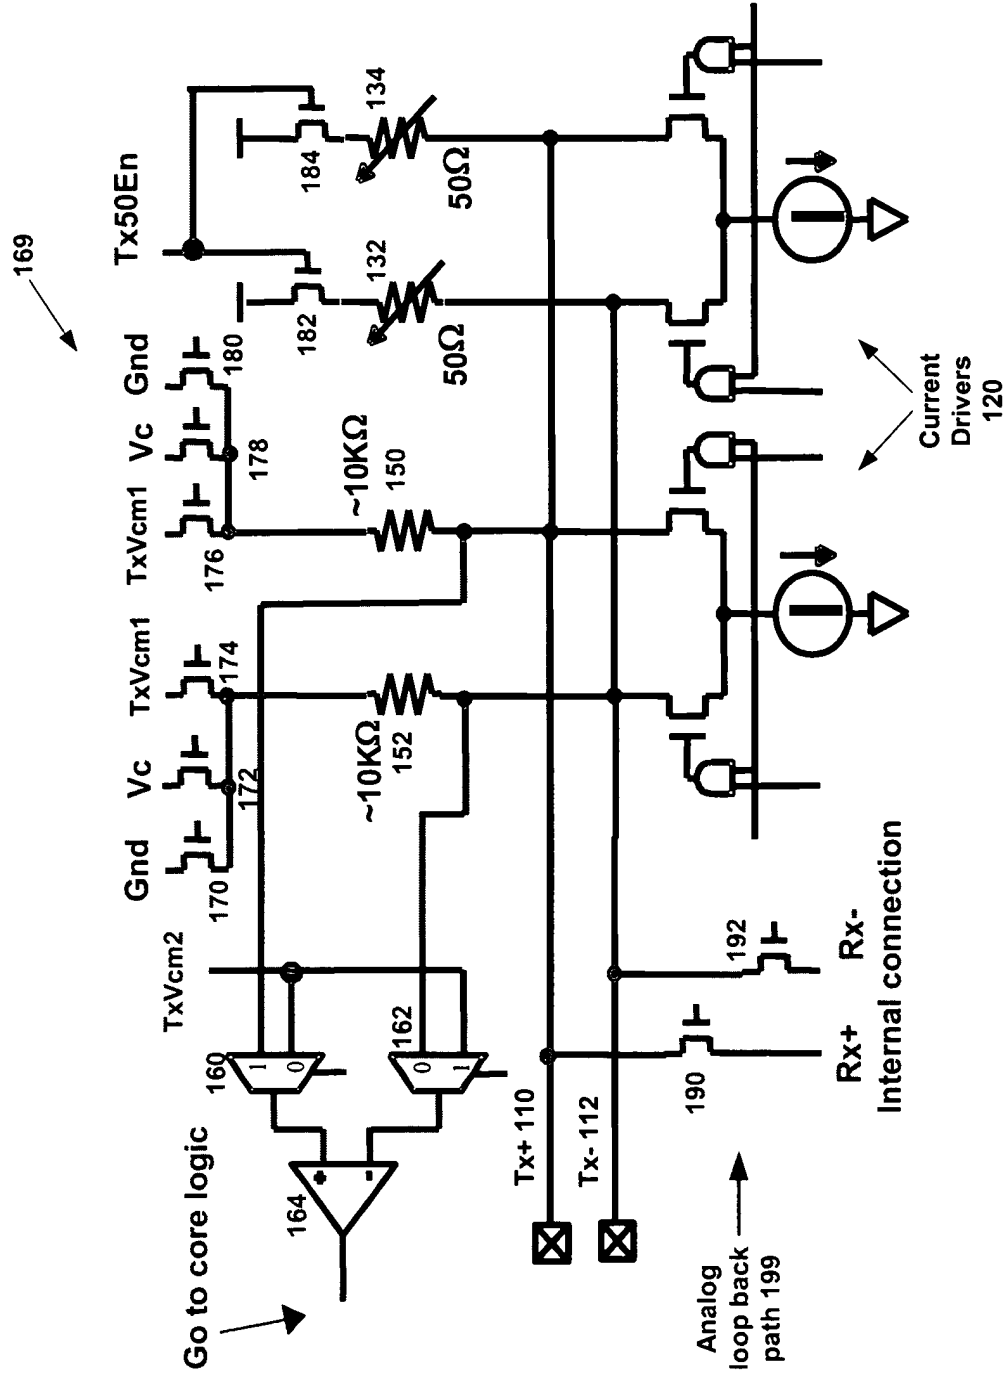 169
Tx50En
Gnd
Vc
TxVcm1
TxVcm1
Vc
Gnd
TxVcm2
Go to core logic
184
134
50Ω
182
132
50Ω
180
178
176
~10KΩ
150
174
172
170
~10KΩ
152
160
1
0
162
0
1
164
+
-
Tx+ 110
Tx- 112
190
192
Rx+
Rx-
Internal connection
Analog
loop back
path 199
Current
Drivers
120